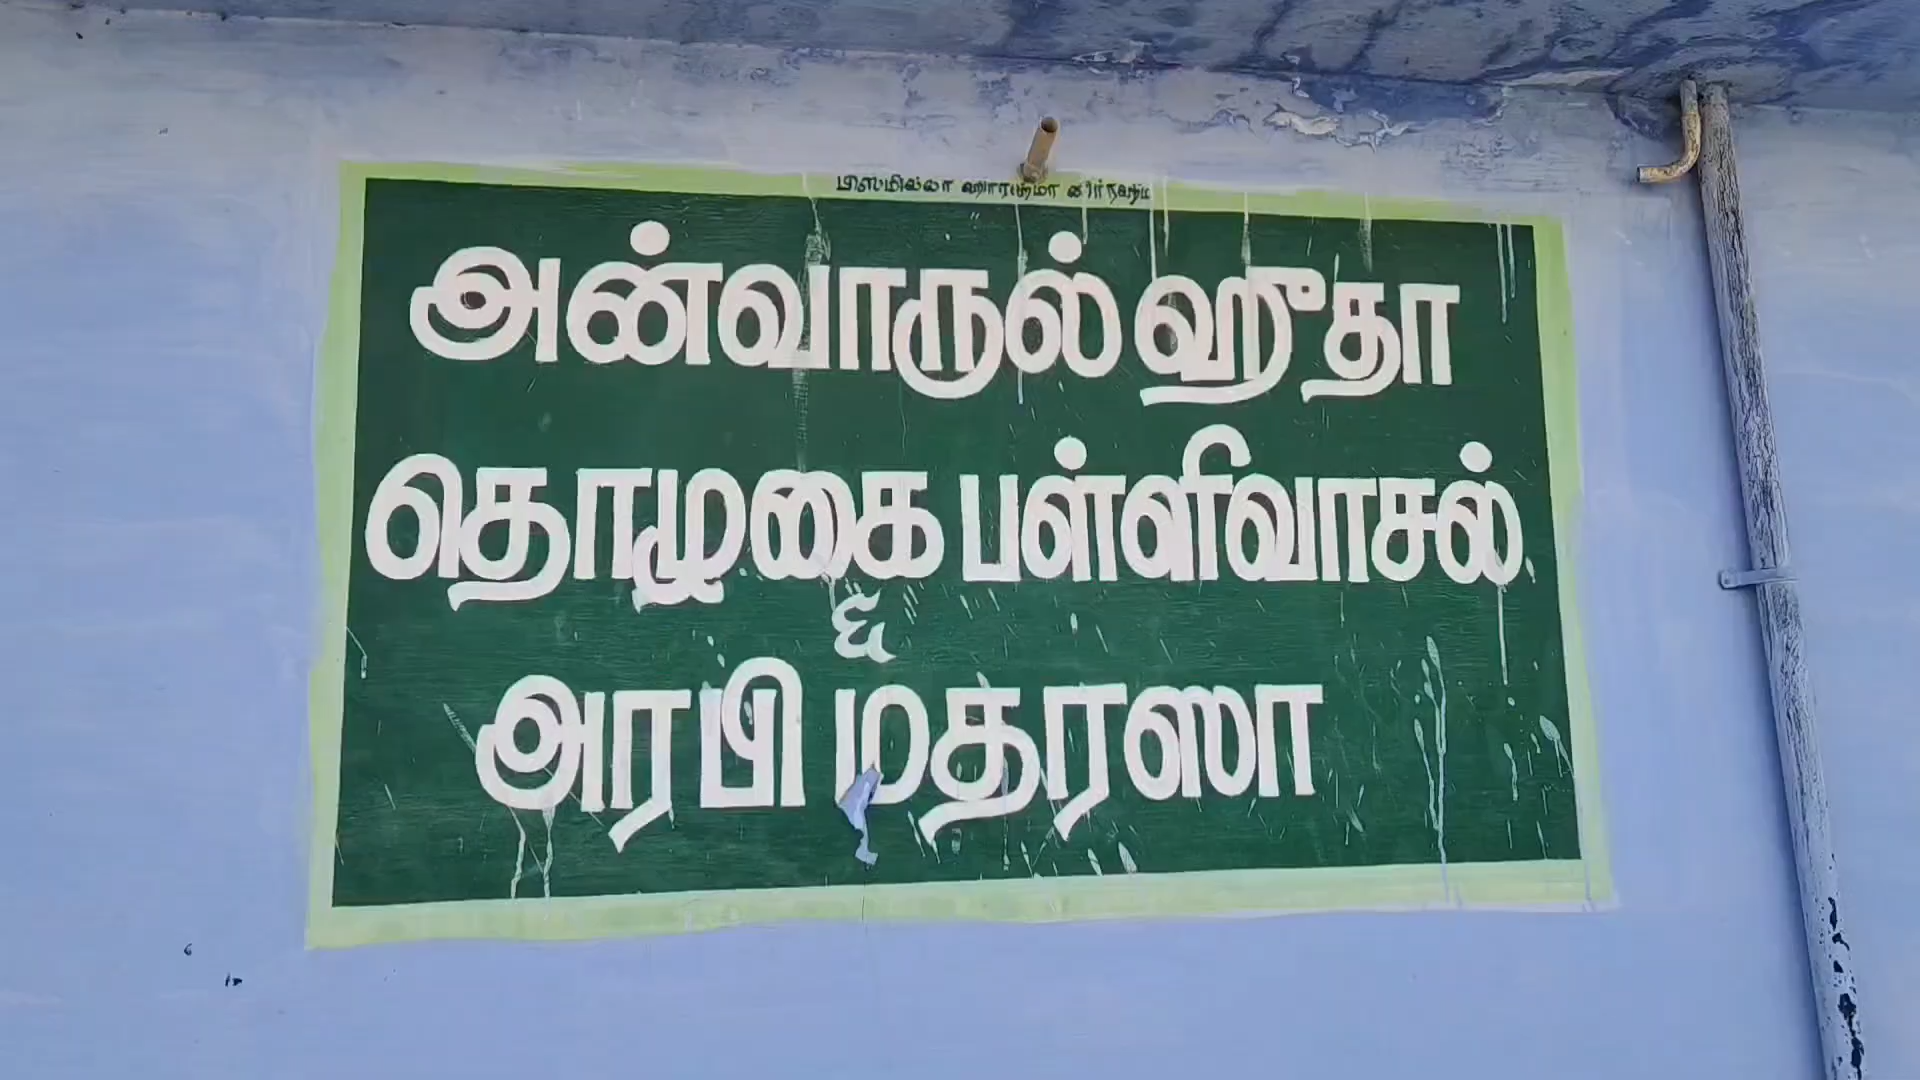 பிஸ்மில்லா
அன்வாருல் ஹுதா
தொழுகை பள்ளிவாசல்
&
அரபி மதரஸா